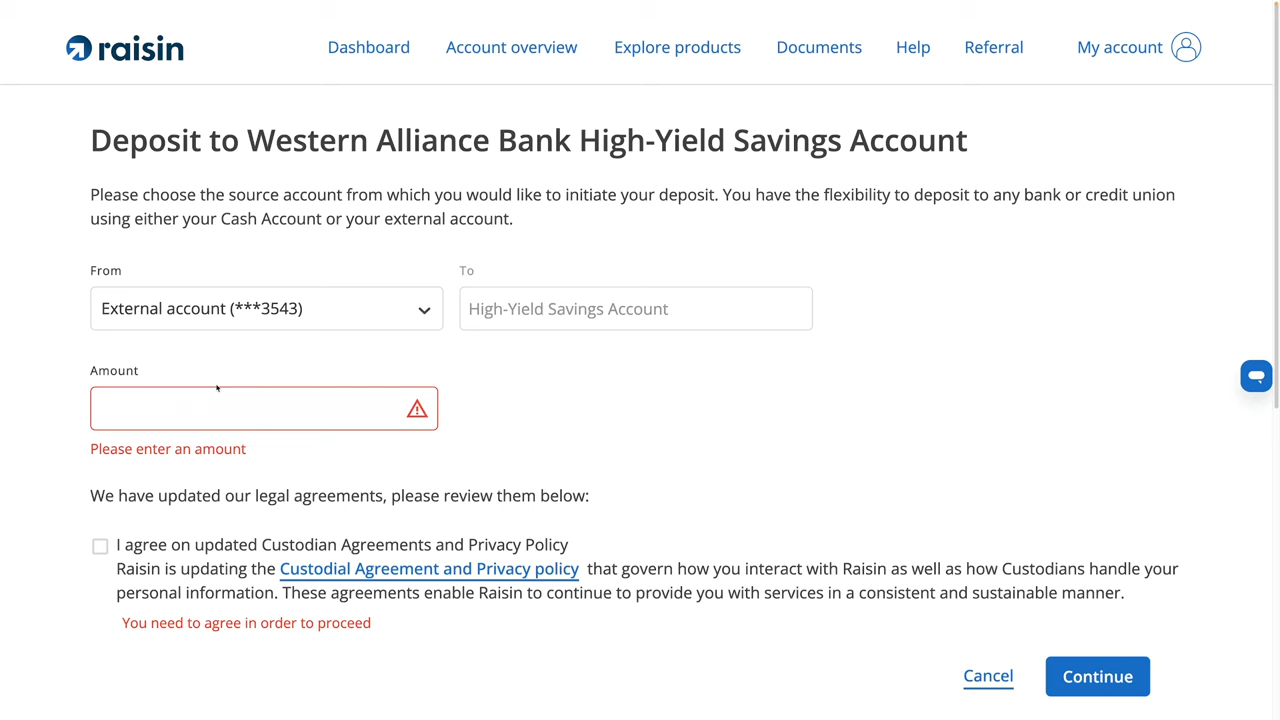 raisin
Dashboard
Account overview
Explore products
Documents
Help
Referral
My account
Deposit to Western Alliance Bank High-Yield Savings Account
Please choose the source account from which you would like to initiate your deposit. You have the flexibility to deposit to any bank or credit union
using either your Cash Account or your external account.
From
To
External account (***3543)
High-Yield Savings Account
Amount
Please enter an amount
We have updated our legal agreements, please review them below:
I agree on updated Custodian Agreements and Privacy Policy
Raisin is updating the Custodial Agreement and Privacy policy that govern how you interact with Raisin as well as how Custodians handle your
personal information. These agreements enable Raisin to continue to provide you with services in a consistent and sustainable manner.
You need to agree in order to proceed
Cancel
Continue